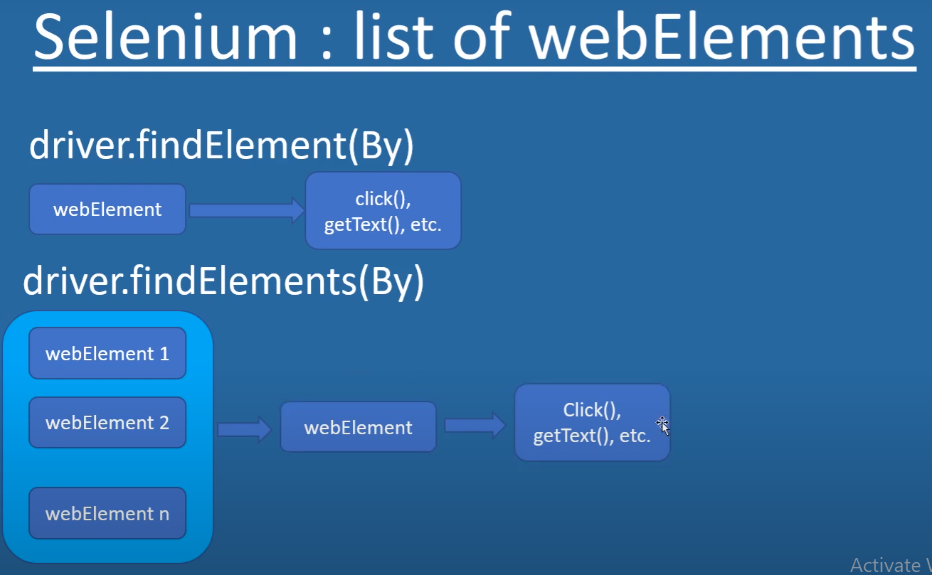 Selenium : list of webElements
driver.findElement(By)
webElement
click(),
getText(), etc.
driver.findElements(By)
webElement 1
webElement 2
webElement n
webElement
Click(),
getText(), etc.
Activate